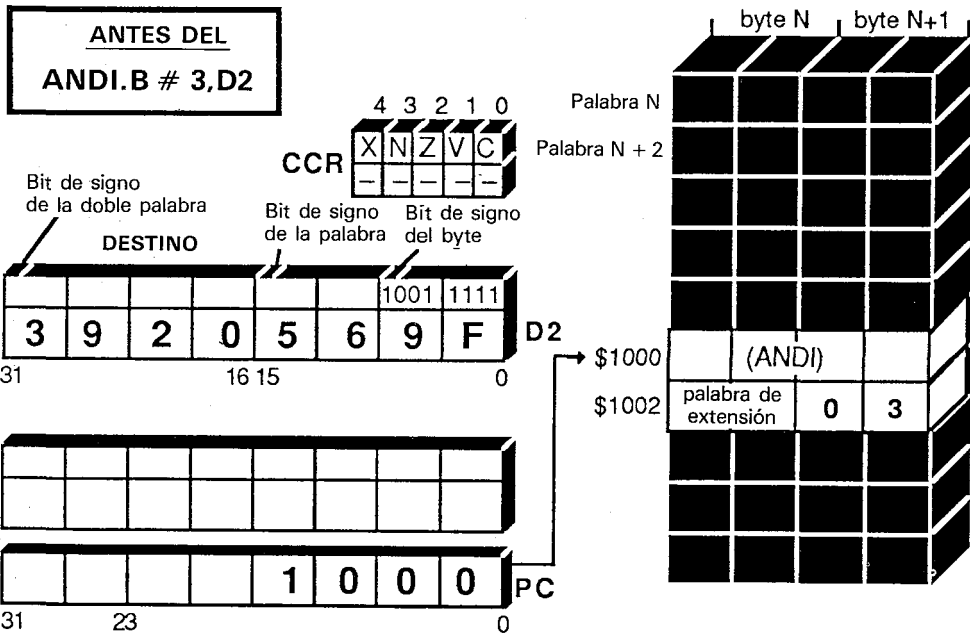 ANTES DEL
ANDI.B # 3,D2
byte N byte N+1
Palabra N
Palabra N + 2
4 3 2 1 0
CCR
X N Z V C
– – – – –
Bit de signo
de la doble palabra
DESTINO
Bit de signo
de la palabra
Bit de signo
del byte
1001 1111
3 9 2 0 5 6 9 F
D2
31 16 15 0
$1000 (ANDI)
$1002 palabra de
extensión 0 3
1 0 0 0
PC
31 23 0